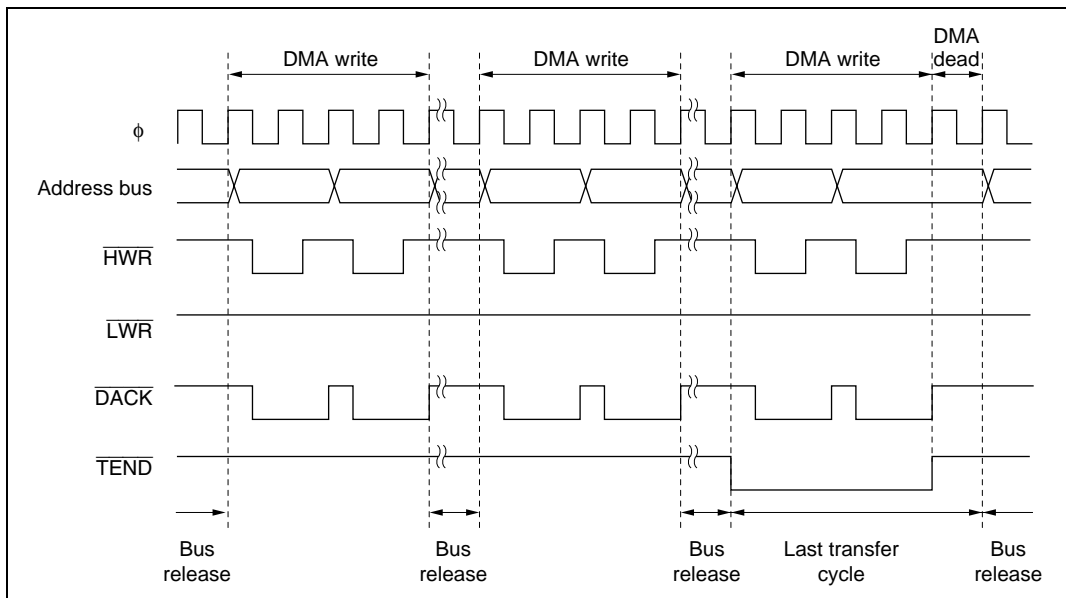 DMA
DMA write DMA write DMA write dead
ϕ
Address bus
HWR
LWR
DACK
TEND
Bus Bus Bus Last transfer Bus
release release release cycle release